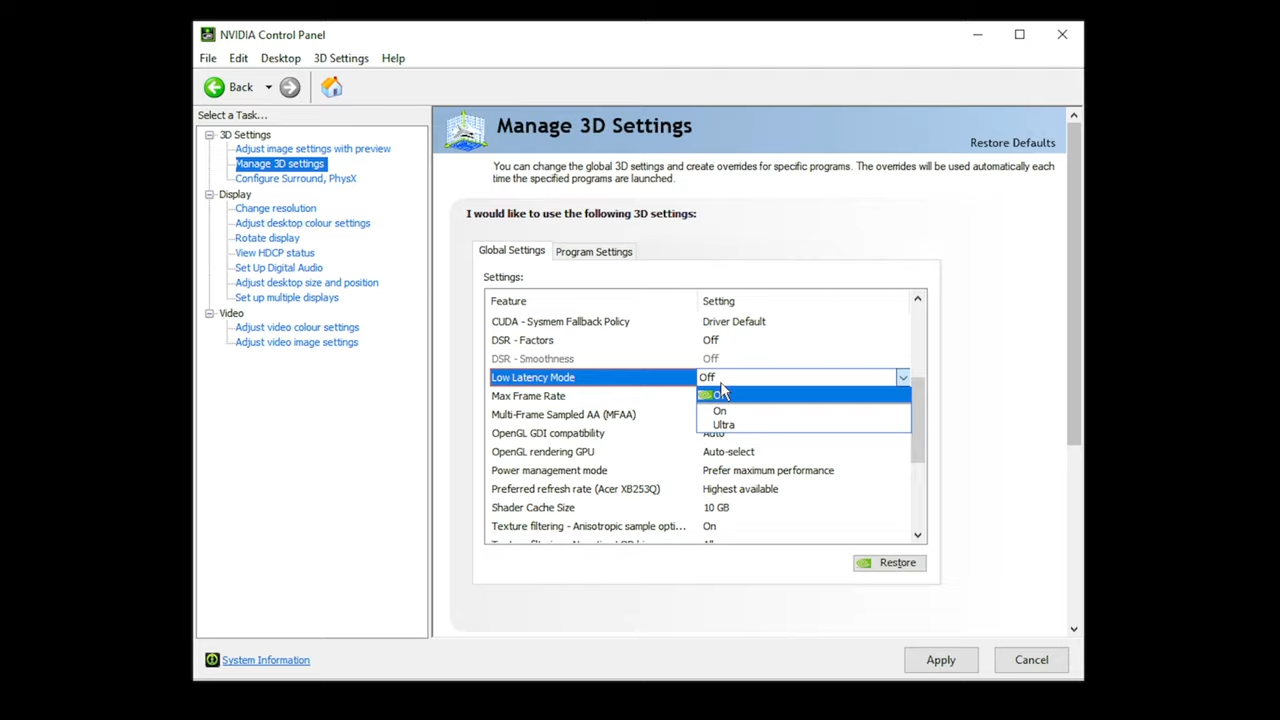 NVIDIA Control Panel
File Edit Desktop 3D Settings Help
Back
Select a Task...
3D Settings
Adjust image settings with preview
Manage 3D settings
Configure Surround, PhysX
Display
Change resolution
Adjust desktop colour settings
Rotate display
View HDCP status
Set Up Digital Audio
Adjust desktop size and position
Set up multiple displays
Video
Adjust video colour settings
Adjust video image settings
System Information
Manage 3D Settings
Restore Defaults
You can change the global 3D settings and create overrides for specific programs. The overrides will be used automatically each
time the specified programs are launched.
I would like to use the following 3D settings:
Global Settings Program Settings
Settings:
Feature Setting
CUDA - Sysmem Fallback Policy Driver Default
DSR - Factors Off
DSR - Smoothness Off
Low Latency Mode Off
On
Ultra
Max Frame Rate
Multi-Frame Sampled AA (MFAA)
OpenGL GDI compatibility Auto
OpenGL rendering GPU Auto-select
Power management mode Prefer maximum performance
Preferred refresh rate (Acer XB253Q) Highest available
Shader Cache Size 10 GB
Texture filtering - Anisotropic sample opti... On
Restore
Apply Cancel